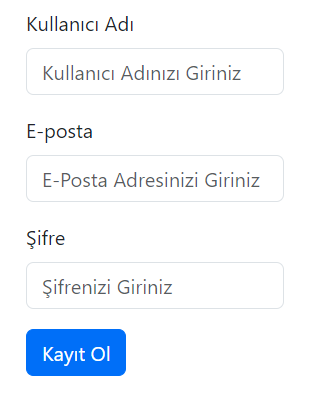 Kullanıcı Adı
Kullanıcı Adınızı Giriniz
E-posta
E-Posta Adresinizi Giriniz
Şifre
Şifrenizi Giriniz
Kayıt Ol